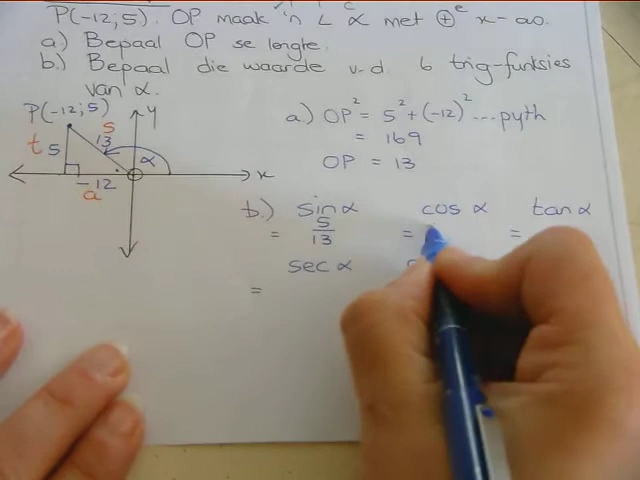 P(-12;5). OP maak 'n ∠ α met ⊕e x-as.
a) Bepaal OP se lengte.
b.) Bepaal die waarde v.d. 6 trig-funksies
van α.
P(-12;5)
y
s
13
t 5
α
x
-12
a
a) OP² = 5² + (-12)² ... pyth
= 169
OP = 13
b.) sin α cos α tan α
= 5/13 = =
sec α
=